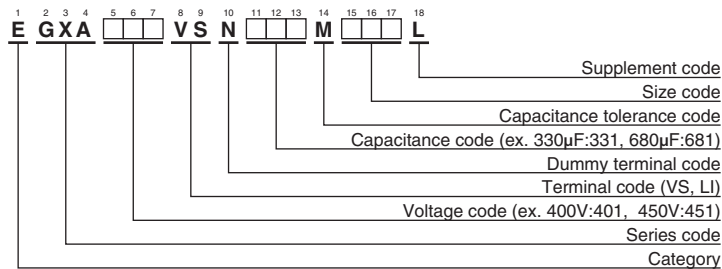 1 2 3 4 5 6 7 8 9 10 11 12 13 14 15 16 17 18
E GXA VS N M L
Supplement code
Size code
Capacitance tolerance code
Capacitance code (ex. 330µF:331, 680µF:681)
Dummy terminal code
Terminal code (VS, LI)
Voltage code (ex. 400V:401, 450V:451)
Series code
Category